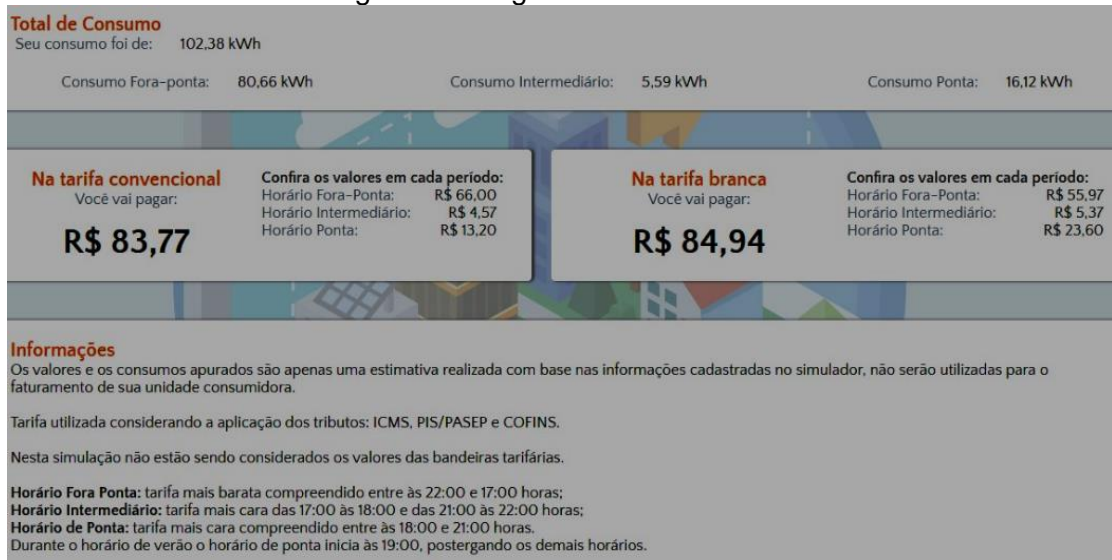 Total de Consumo
Seu consumo foi de: 102,38 kWh
Consumo Fora-ponta: 80,66 kWh Consumo Intermediário: 5,59 kWh Consumo Ponta: 16,12 kWh
Na tarifa convencional
Você vai pagar:
R$ 83,77
Confira os valores em cada período:
Horário Fora-Ponta: R$ 66,00
Horário Intermediário: R$ 4,57
Horário Ponta: R$ 13,20
Na tarifa branca
Você vai pagar:
R$ 84,94
Confira os valores em cada período:
Horário Fora-Ponta: R$ 55,97
Horário Intermediário: R$ 5,37
Horário Ponta: R$ 23,60
Informações
Os valores e os consumos apurados são apenas uma estimativa realizada com base nas informações cadastradas no simulador, não serão utilizadas para o
faturamento de sua unidade consumidora.
Tarifa utilizada considerando a aplicação dos tributos: ICMS, PIS/PASEP e COFINS.
Nesta simulação não estão sendo considerados os valores das bandeiras tarifárias.
Horário Fora Ponta: tarifa mais barata compreendido entre às 22:00 e 17:00 horas;
Horário Intermediário: tarifa mais cara das 17:00 às 18:00 e das 21:00 às 22:00 horas;
Horário de Ponta: tarifa mais cara compreendido entre às 18:00 e 21:00 horas.
Durante o horário de verão o horário de ponta inicia às 19:00, postergando os demais horários.